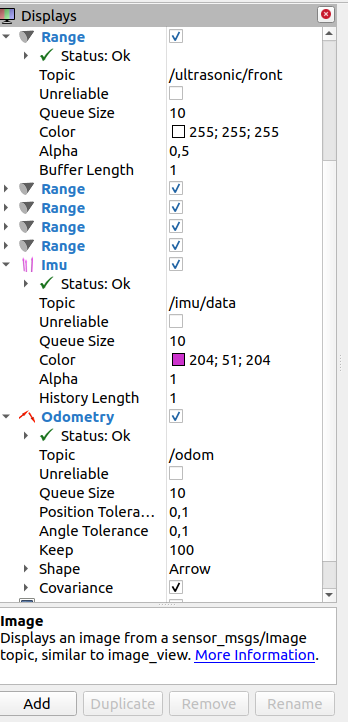 Displays
Range
Status: Ok
Topic /ultrasonic/front
Unreliable
Queue Size 10
Color 255; 255; 255
Alpha 0,5
Buffer Length 1
Range
Range
Range
Range
Imu
Status: Ok
Topic /imu/data
Unreliable
Queue Size 10
Color 204; 51; 204
Alpha 1
History Length 1
Odometry
Status: Ok
Topic /odom
Unreliable
Queue Size 10
Position Tolera... 0,1
Angle Tolerance 0,1
Keep 100
Shape Arrow
Covariance
Image
Displays an image from a sensor_msgs/Image
topic, similar to image_view. More Information.
Add Duplicate Remove Rename